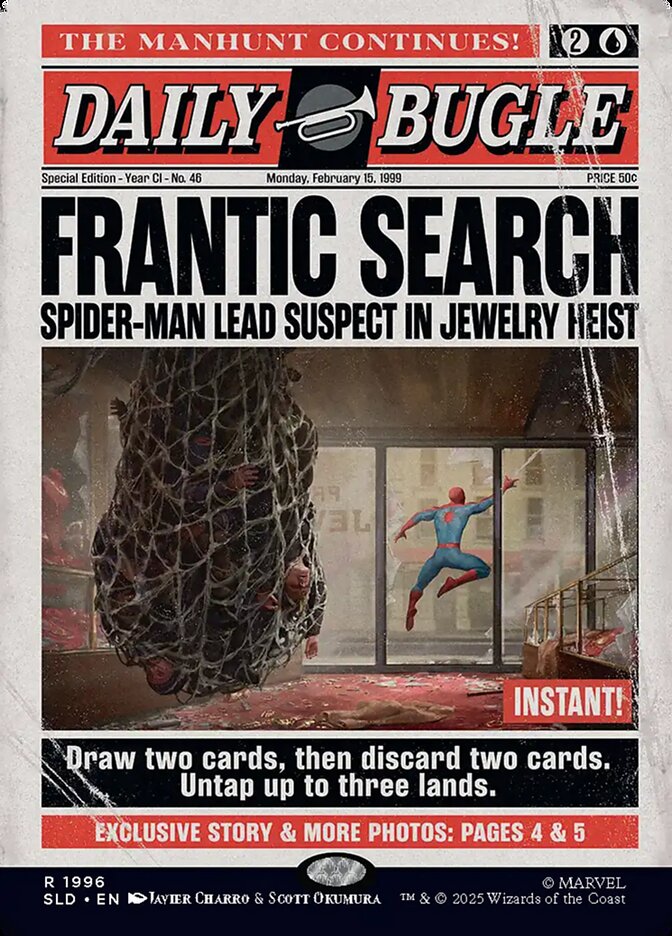 THE MANHUNT CONTINUES!
2
DAILY BUGLE
Special Edition - Year CI - No. 46 Monday, February 15, 1999 PRICE 50¢
FRANTIC SEARCH
SPIDER-MAN LEAD SUSPECT IN JEWELRY HEIST
INSTANT!
Draw two cards, then discard two cards.
Untap up to three lands.
EXCLUSIVE STORY & MORE PHOTOS: PAGES 4 & 5
R 1996 © MARVEL
SLD • EN Javier Charro & Scott Okumura ™ & © 2025 Wizards of the Coast